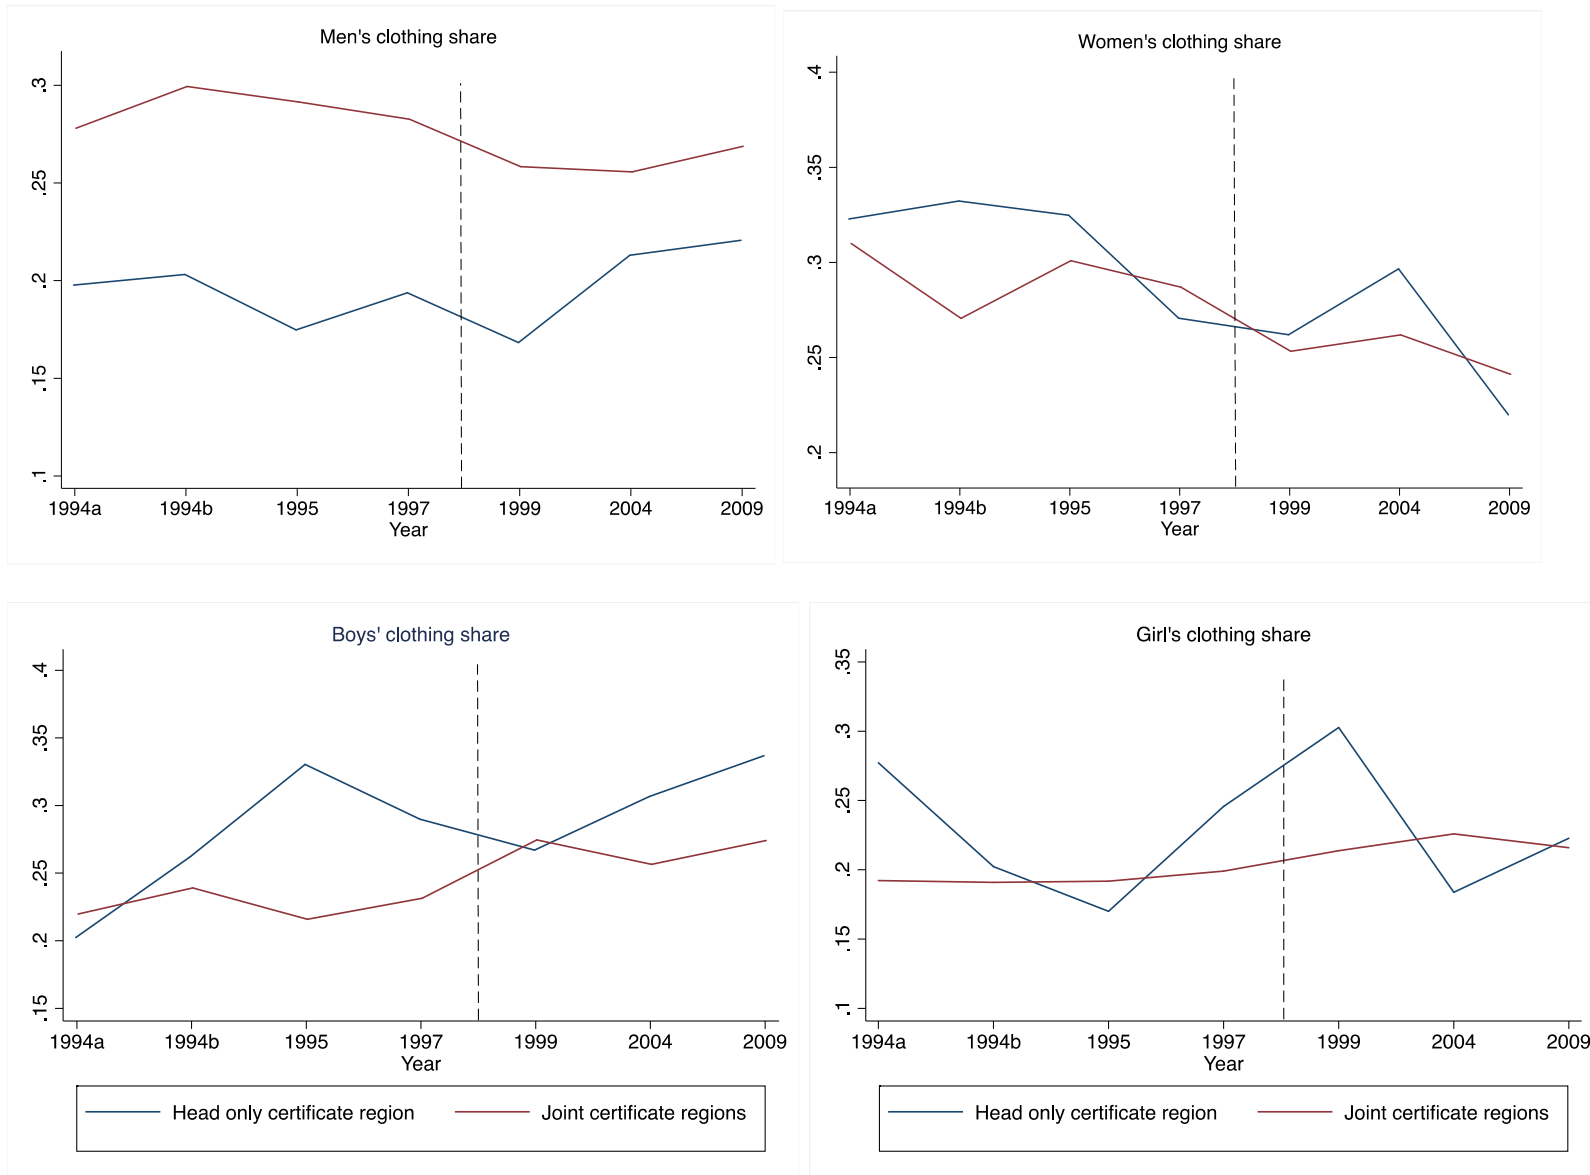 Men's clothing share
.3
.25
.2
.15
.1
1994a 1994b 1995 1997 1999 2004 2009
Year
Women's clothing share
.4
.35
.3
.25
.2
1994a 1994b 1995 1997 1999 2004 2009
Year
Boys' clothing share
.4
.35
.3
.25
.2
.15
1994a 1994b 1995 1997 1999 2004 2009
Year
Head only certificate region Joint certificate regions
Girl's clothing share
.35
.3
.25
.2
.15
.1
1994a 1994b 1995 1997 1999 2004 2009
Year
Head only certificate region Joint certificate regions